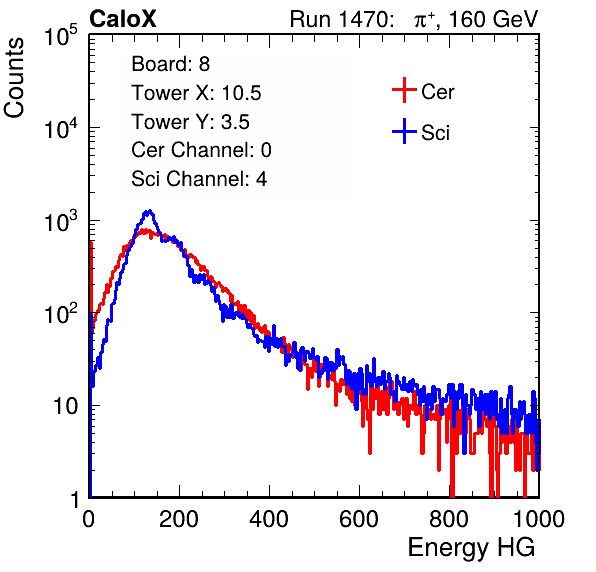 CaloX Run 1470: π⁺, 160 GeV
Counts
10⁵
10⁴
10³
10²
10
1
Board: 8
Tower X: 10.5
Tower Y: 3.5
Cer Channel: 0
Sci Channel: 4
Cer
Sci
0 200 400 600 800 1000
Energy HG